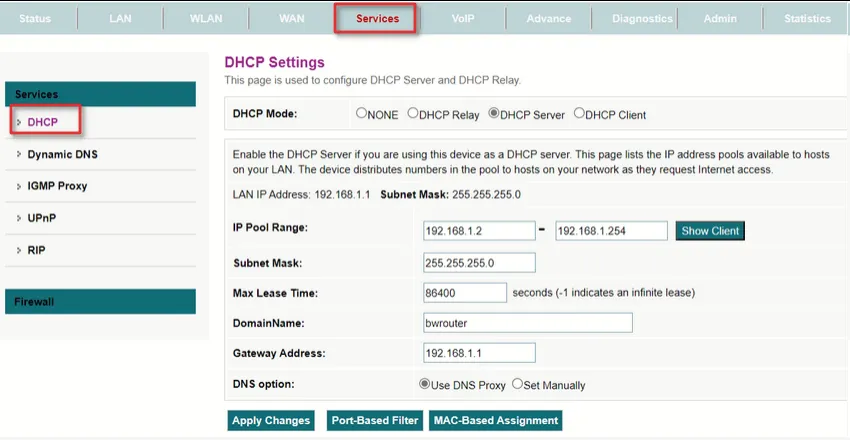 Status LAN WLAN WAN Services VoIP Advance Diagnostics Admin Statistics
DHCP Settings
This page is used to configure DHCP Server and DHCP Relay.
Services
DHCP
Dynamic DNS
IGMP Proxy
UPnP
RIP
Firewall
DHCP Mode: NONE DHCP Relay DHCP Server DHCP Client
Enable the DHCP Server if you are using this device as a DHCP server. This page lists the IP address pools available to hosts
on your LAN. The device distributes numbers in the pool to hosts on your network as they request Internet access.
LAN IP Address: 192.168.1.1 Subnet Mask: 255.255.255.0
IP Pool Range: 192.168.1.2 - 192.168.1.254 Show Client
Subnet Mask: 255.255.255.0
Max Lease Time: 86400 seconds (-1 indicates an infinite lease)
DomainName: bwrouter
Gateway Address: 192.168.1.1
DNS option: Use DNS Proxy Set Manually
Apply Changes Port-Based Filter MAC-Based Assignment